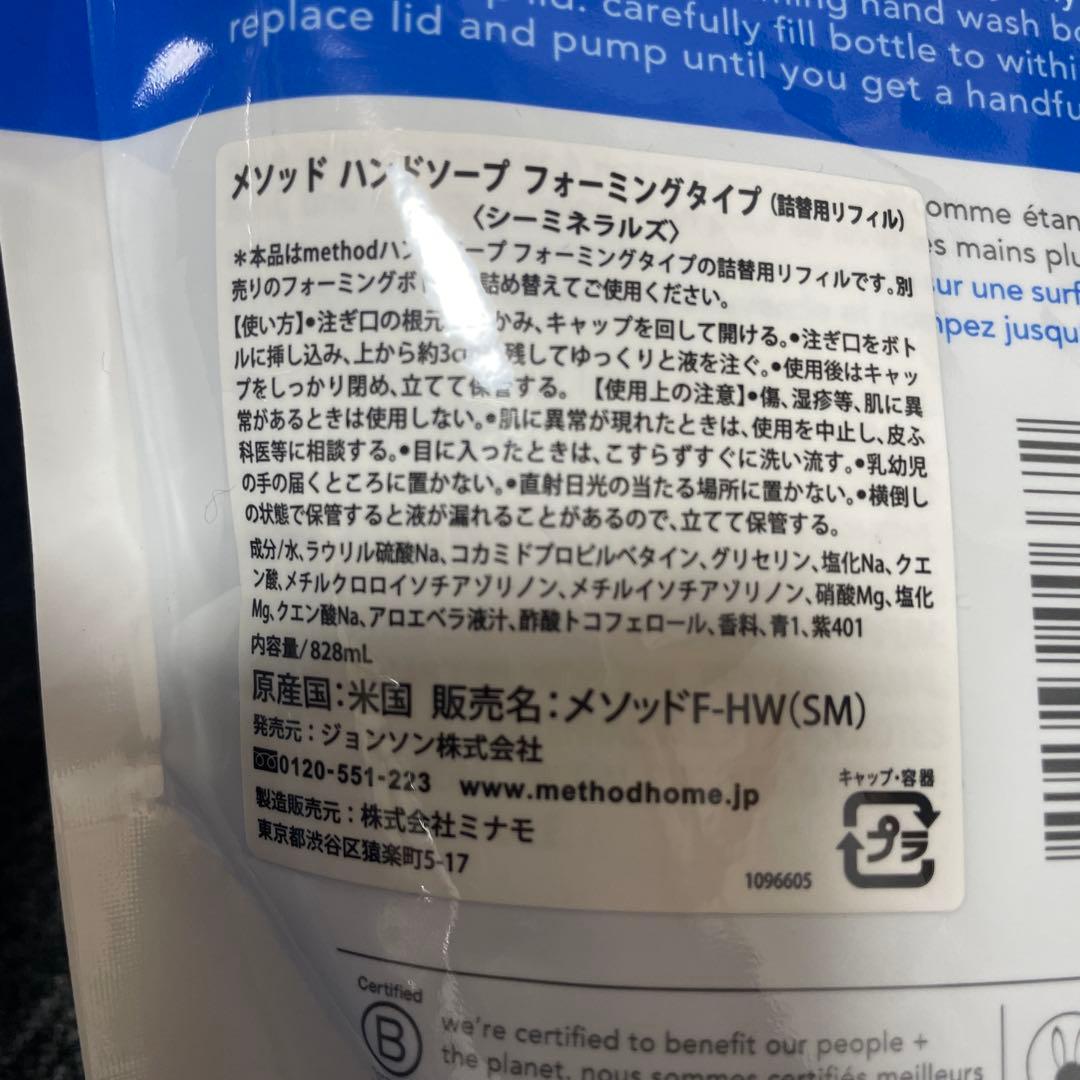 lid. carefully fill bottle to within
hand wash
replace lid and pump until you get a handfu
メソッド ハンドソープ フォーミングタイプ(詰替用リフィル)
〈シーミネラルズ〉
*本品はmethodハンドソープ フォーミングタイプの詰替用リフィルです。別
売りのフォーミングボ 詰め替えてご使用ください。
【使い方】•注ぎ口の根元 かみ、キャップを回して開ける。•注ぎ口をボト
ルに挿し込み、上から約3c 残してゆっくりと液を注ぐ。•使用後はキャッ
プをしっかり閉め、立てて保管する。【使用上の注意】•傷、湿疹等、肌に異
常があるときは使用しない。•肌に異常が現れたときは、使用を中止し、皮ふ
科医等に相談する。•目に入ったときは、こすらずすぐに洗い流す。•乳幼児
の手の届くところに置かない。•直射日光の当たる場所に置かない。•横倒し
の状態で保管すると液が漏れることがあるので、立てて保管する。
成分/水、ラウリル硫酸Na、コカミドプロピルベタイン、グリセリン、塩化Na、クエ
ン酸、メチルクロロイソチアゾリノン、メチルイソチアゾリノン、硝酸Mg、塩化
Mg、クエン酸Na、アロエベラ液汁、酢酸トコフェロール、香料、青1、紫401
内容量/828mL
原産国:米国 販売名:メソッドF-HW(SM)
発売元:ジョンソン株式会社
0120-551-223 www.methodhome.jp
製造販売元:株式会社ミナモ
東京都渋谷区猿楽町5-17
キャップ・容器
プラ
1096605
omme étan
es mains plu
sur une surf
mpez jusqu
Certified
B
we're certified to benefit our people +
the planet. nous sommes certifiés meilleurs